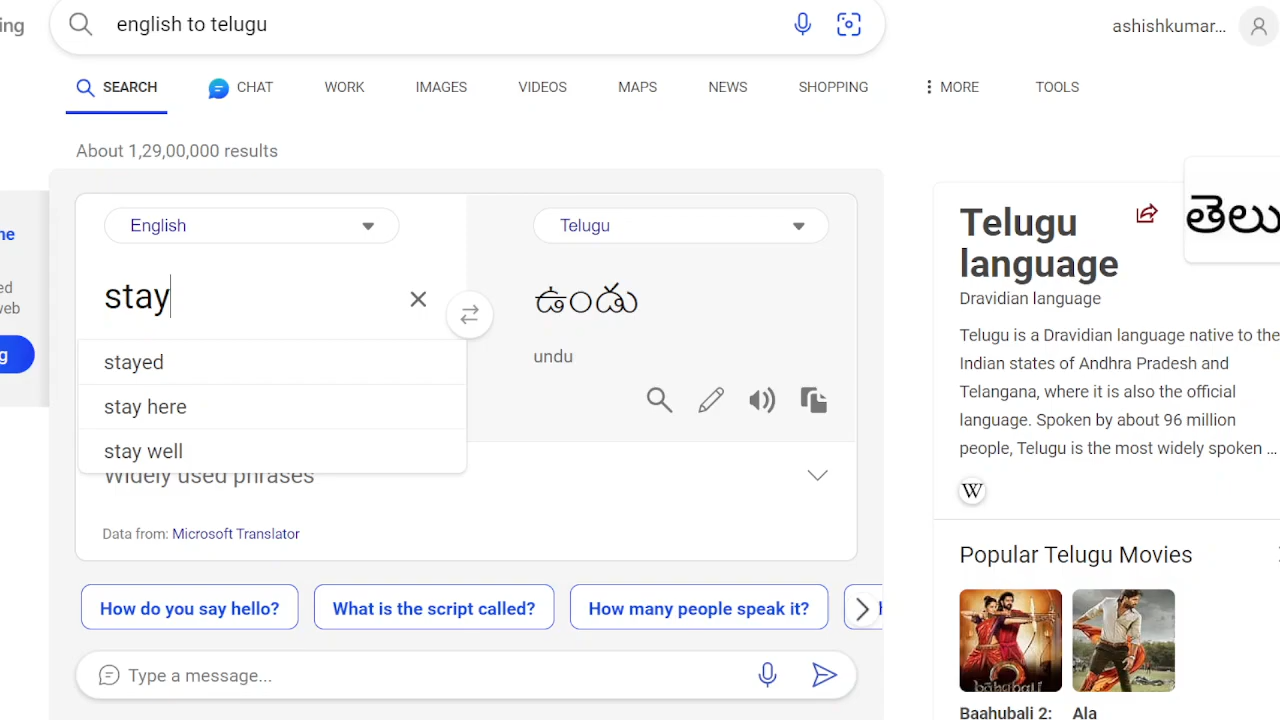 ing
english to telugu
ashishkumar...
SEARCH
CHAT
WORK
IMAGES
VIDEOS
MAPS
NEWS
SHOPPING
MORE
TOOLS
About 1,29,00,000 results
ne
ed
veb
g
English
Telugu
stay
ఉండు
undu
stayed
stay here
stay well
Widely used phrases
Data from: Microsoft Translator
How do you say hello?
What is the script called?
How many people speak it?
Type a message...
Telugu
language
Dravidian language
తెలు
Telugu is a Dravidian language native to the
Indian states of Andhra Pradesh and
Telangana, where it is also the official
language. Spoken by about 96 million
people, Telugu is the most widely spoken ...
W
Popular Telugu Movies
bahubali
2
Baahubali 2:
Ala